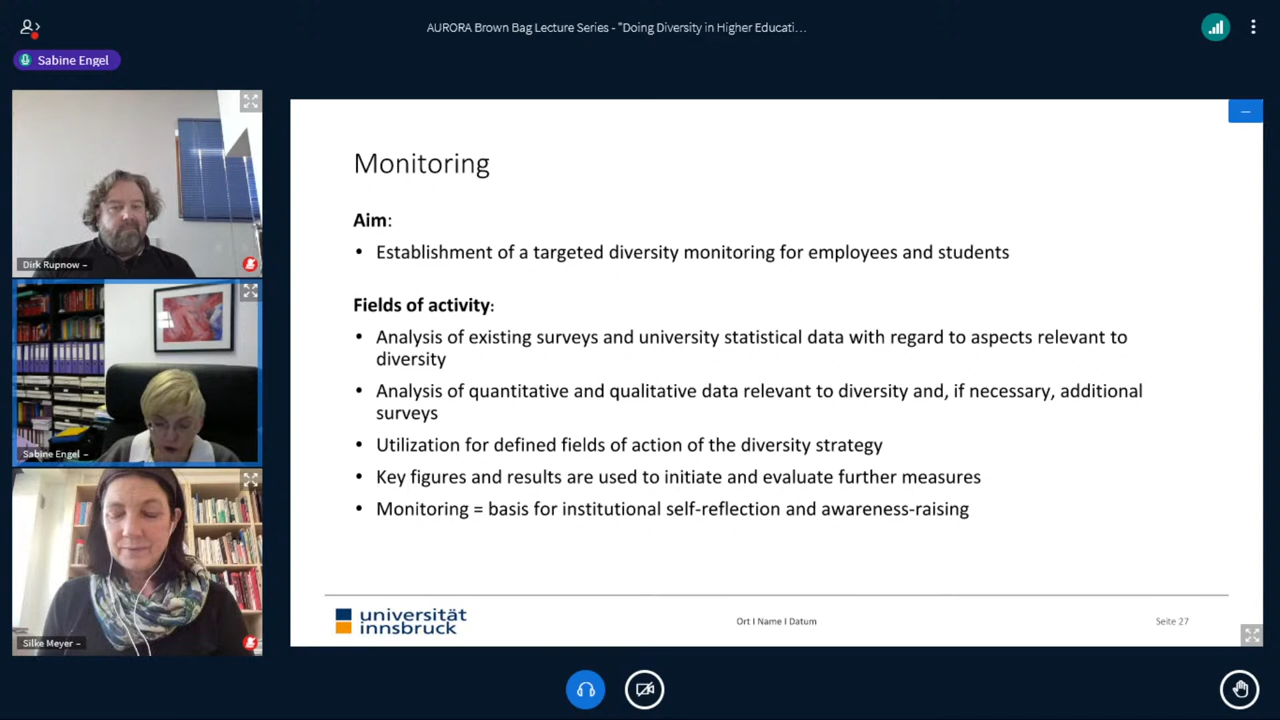 AURORA Brown Bag Lecture Series - "Doing Diversity in Higher Educati…
Sabine Engel
Dirk Rupnow –
Sabine Engel –
Silke Meyer –
Monitoring
Aim:
• Establishment of a targeted diversity monitoring for employees and students
Fields of activity:
• Analysis of existing surveys and university statistical data with regard to aspects relevant to
diversity
• Analysis of quantitative and qualitative data relevant to diversity and, if necessary, additional
surveys
• Utilization for defined fields of action of the diversity strategy
• Key figures and results are used to initiate and evaluate further measures
• Monitoring = basis for institutional self-reflection and awareness-raising
universität
innsbruck
Ort I Name I Datum
Seite 27